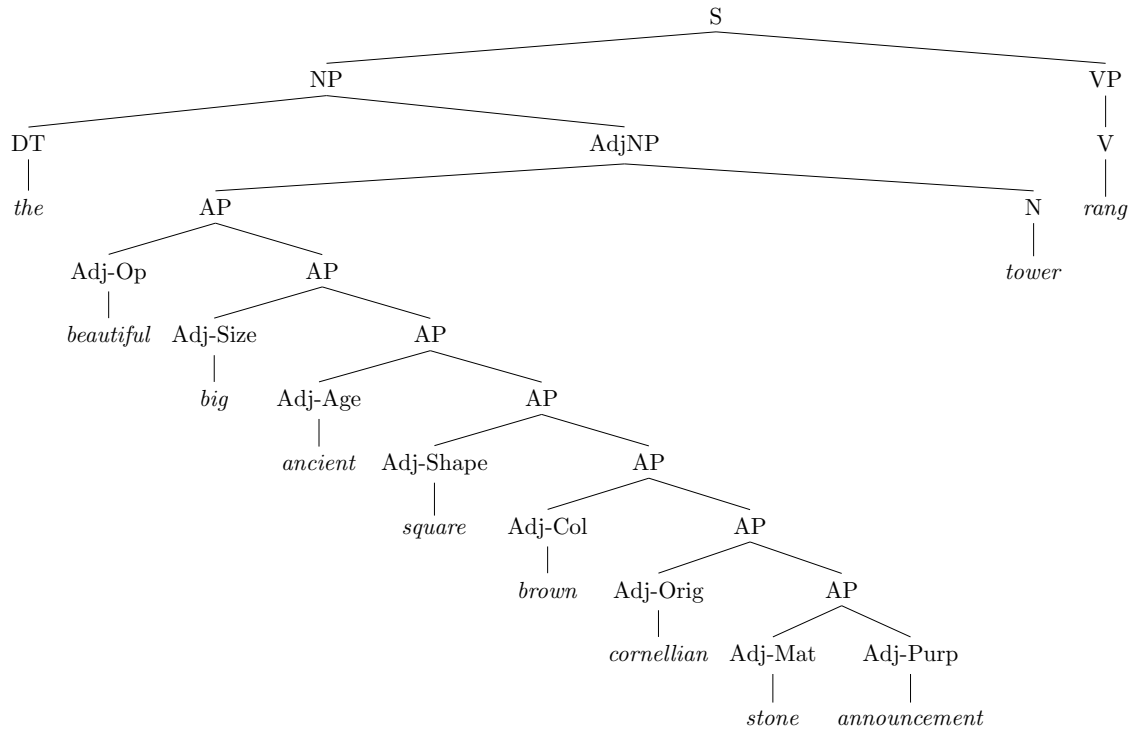 S
NP VP
DT AdjNP V
the AP N rang
Adj-Op AP tower
beautiful Adj-Size AP
big Adj-Age AP
ancient Adj-Shape AP
square Adj-Col AP
brown Adj-Orig AP
cornellian Adj-Mat Adj-Purp
stone announcement